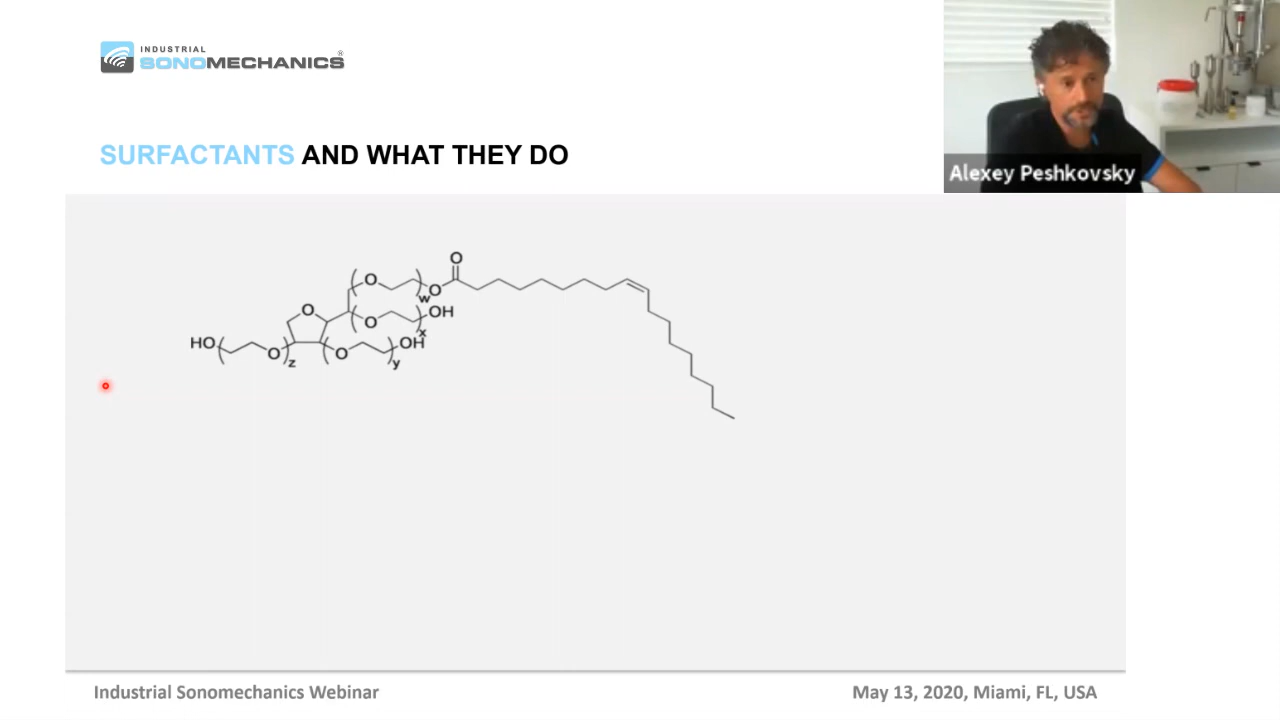 INDUSTRIAL
SONOMECHANICS®
Alexey Peshkovsky
SURFACTANTS AND WHAT THEY DO
O
O
w
O
O
O
x
OH
HO
O
z
O
y
OH
Industrial Sonomechanics Webinar
May 13, 2020, Miami, FL, USA